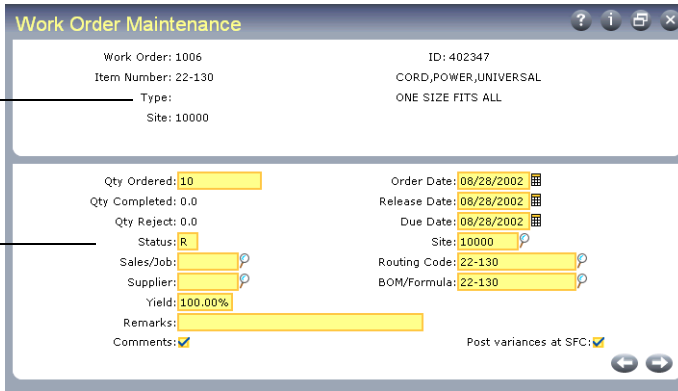 Work Order Maintenance
Work Order: 1006 ID: 402347
Item Number: 22-130 CORD,POWER,UNIVERSAL
Type: ONE SIZE FITS ALL
Site: 10000
Qty Ordered: 10 Order Date: 08/28/2002
Qty Completed: 0.0 Release Date: 08/28/2002
Qty Reject: 0.0 Due Date: 08/28/2002
Status: R Site: 10000
Sales/Job: Routing Code: 22-130
Supplier: BOM/Formula: 22-130
Yield: 100.00%
Remarks:
Comments: Post variances at SFC: